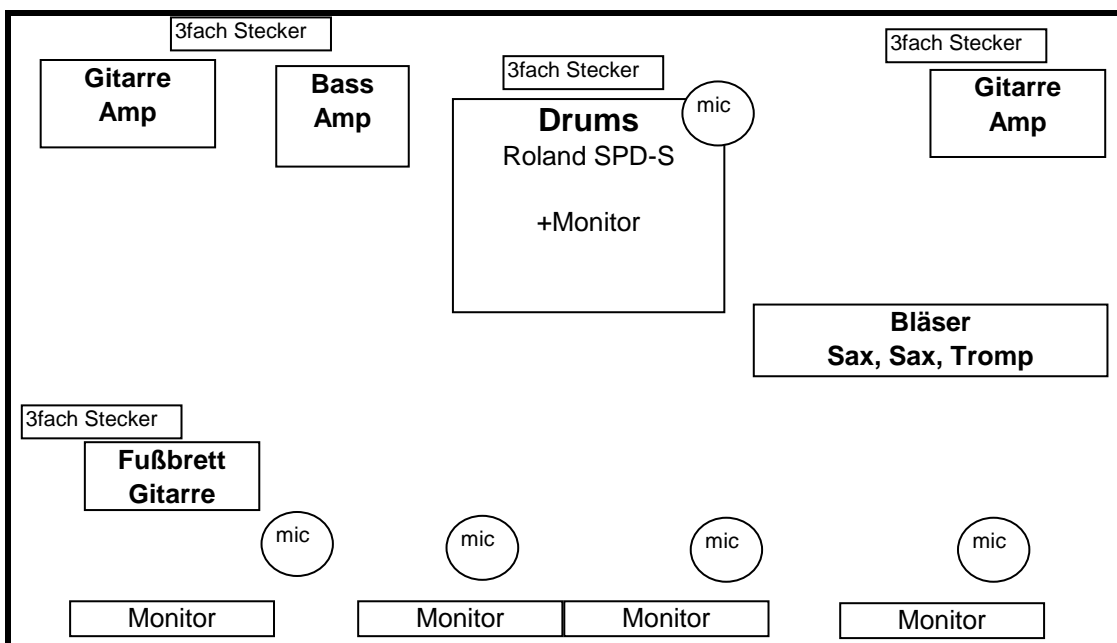 3fach Stecker
3fach Stecker
3fach Stecker
Gitarre
Amp
Bass
Amp
Drums
Roland SPD-S
+Monitor
mic
Gitarre
Amp
Bläser
Sax, Sax, Tromp
3fach Stecker
Fußbrett
Gitarre
mic
mic
mic
mic
Monitor
Monitor
Monitor
Monitor